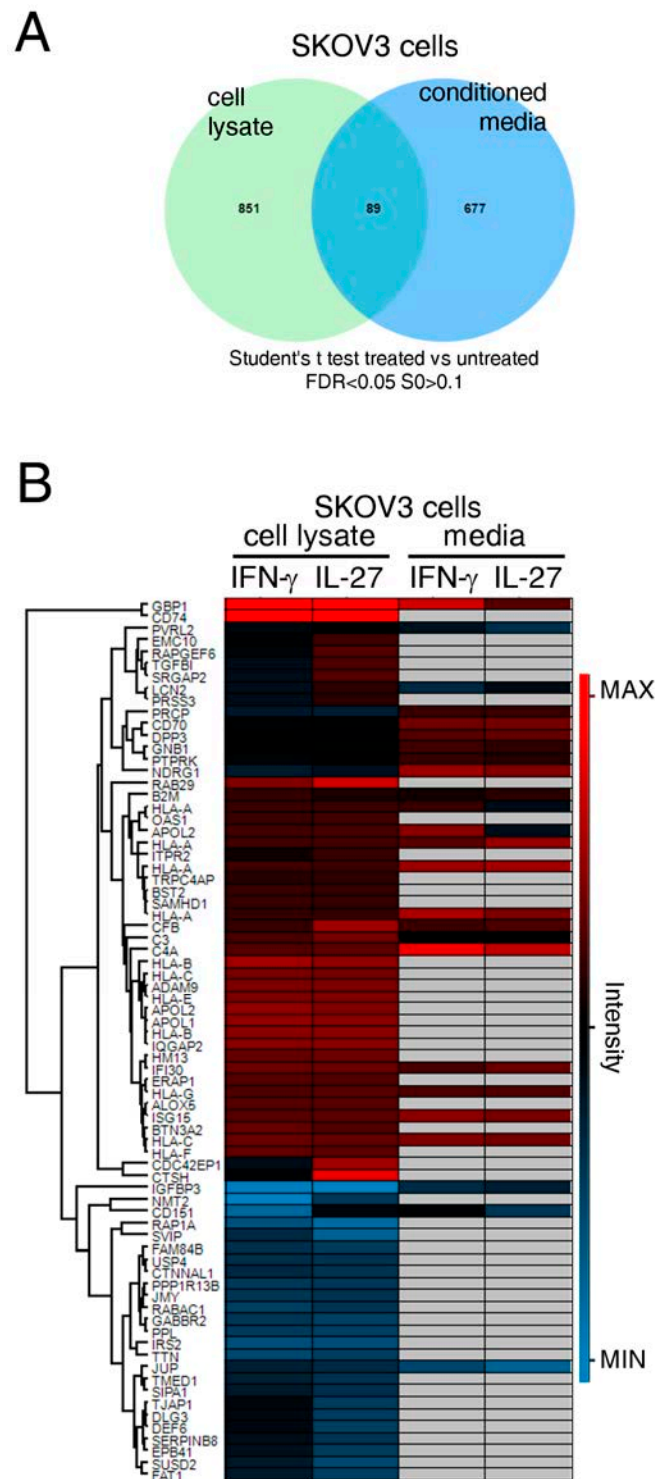 A
SKOV3 cells
cell
lysate
conditioned
media
851
89
677
Student's t test treated vs untreated
FDR<0.05 S0>0.1
B
SKOV3 cells
cell lysate
media
IFN-γ
IL-27
IFN-γ
IL-27
GBP1
CD74
PVRL2
EMC10
RAPGEF6
TGFBI
SRGAP2
LCN2
PRSS3
PRCP
CD70
DPP3
GNB1
PTPRK
NDRG1
RAB29
B2M
HLA-A
OAS1
APOL2
HLA-A
ITPR2
HLA-A
TRPC4AP
BST2
SAMHD1
HLA-A
CFB
C3
C4A
HLA-B
HLA-C
ADAM9
HLA-E
APOL2
APOL1
HLA-B
IQGAP2
HM13
IFI30
ERAP1
HLA-G
ALOX5
ISG15
BTN3A2
HLA-C
HLA-F
CDC42EP1
CTSH
IGFBP3
NMT2
CD151
RAP1A
SVIP
FAM84B
USP4
CTNNAL1
PPP1R13B
JMY
RABAC1
GABBR2
PPL
IRS2
TTN
JUP
TMED1
SIPA1
TJAP1
DLG3
DEF6
SERPINB8
EPB41
SUSD2
FAT1
MAX
Intensity
MIN